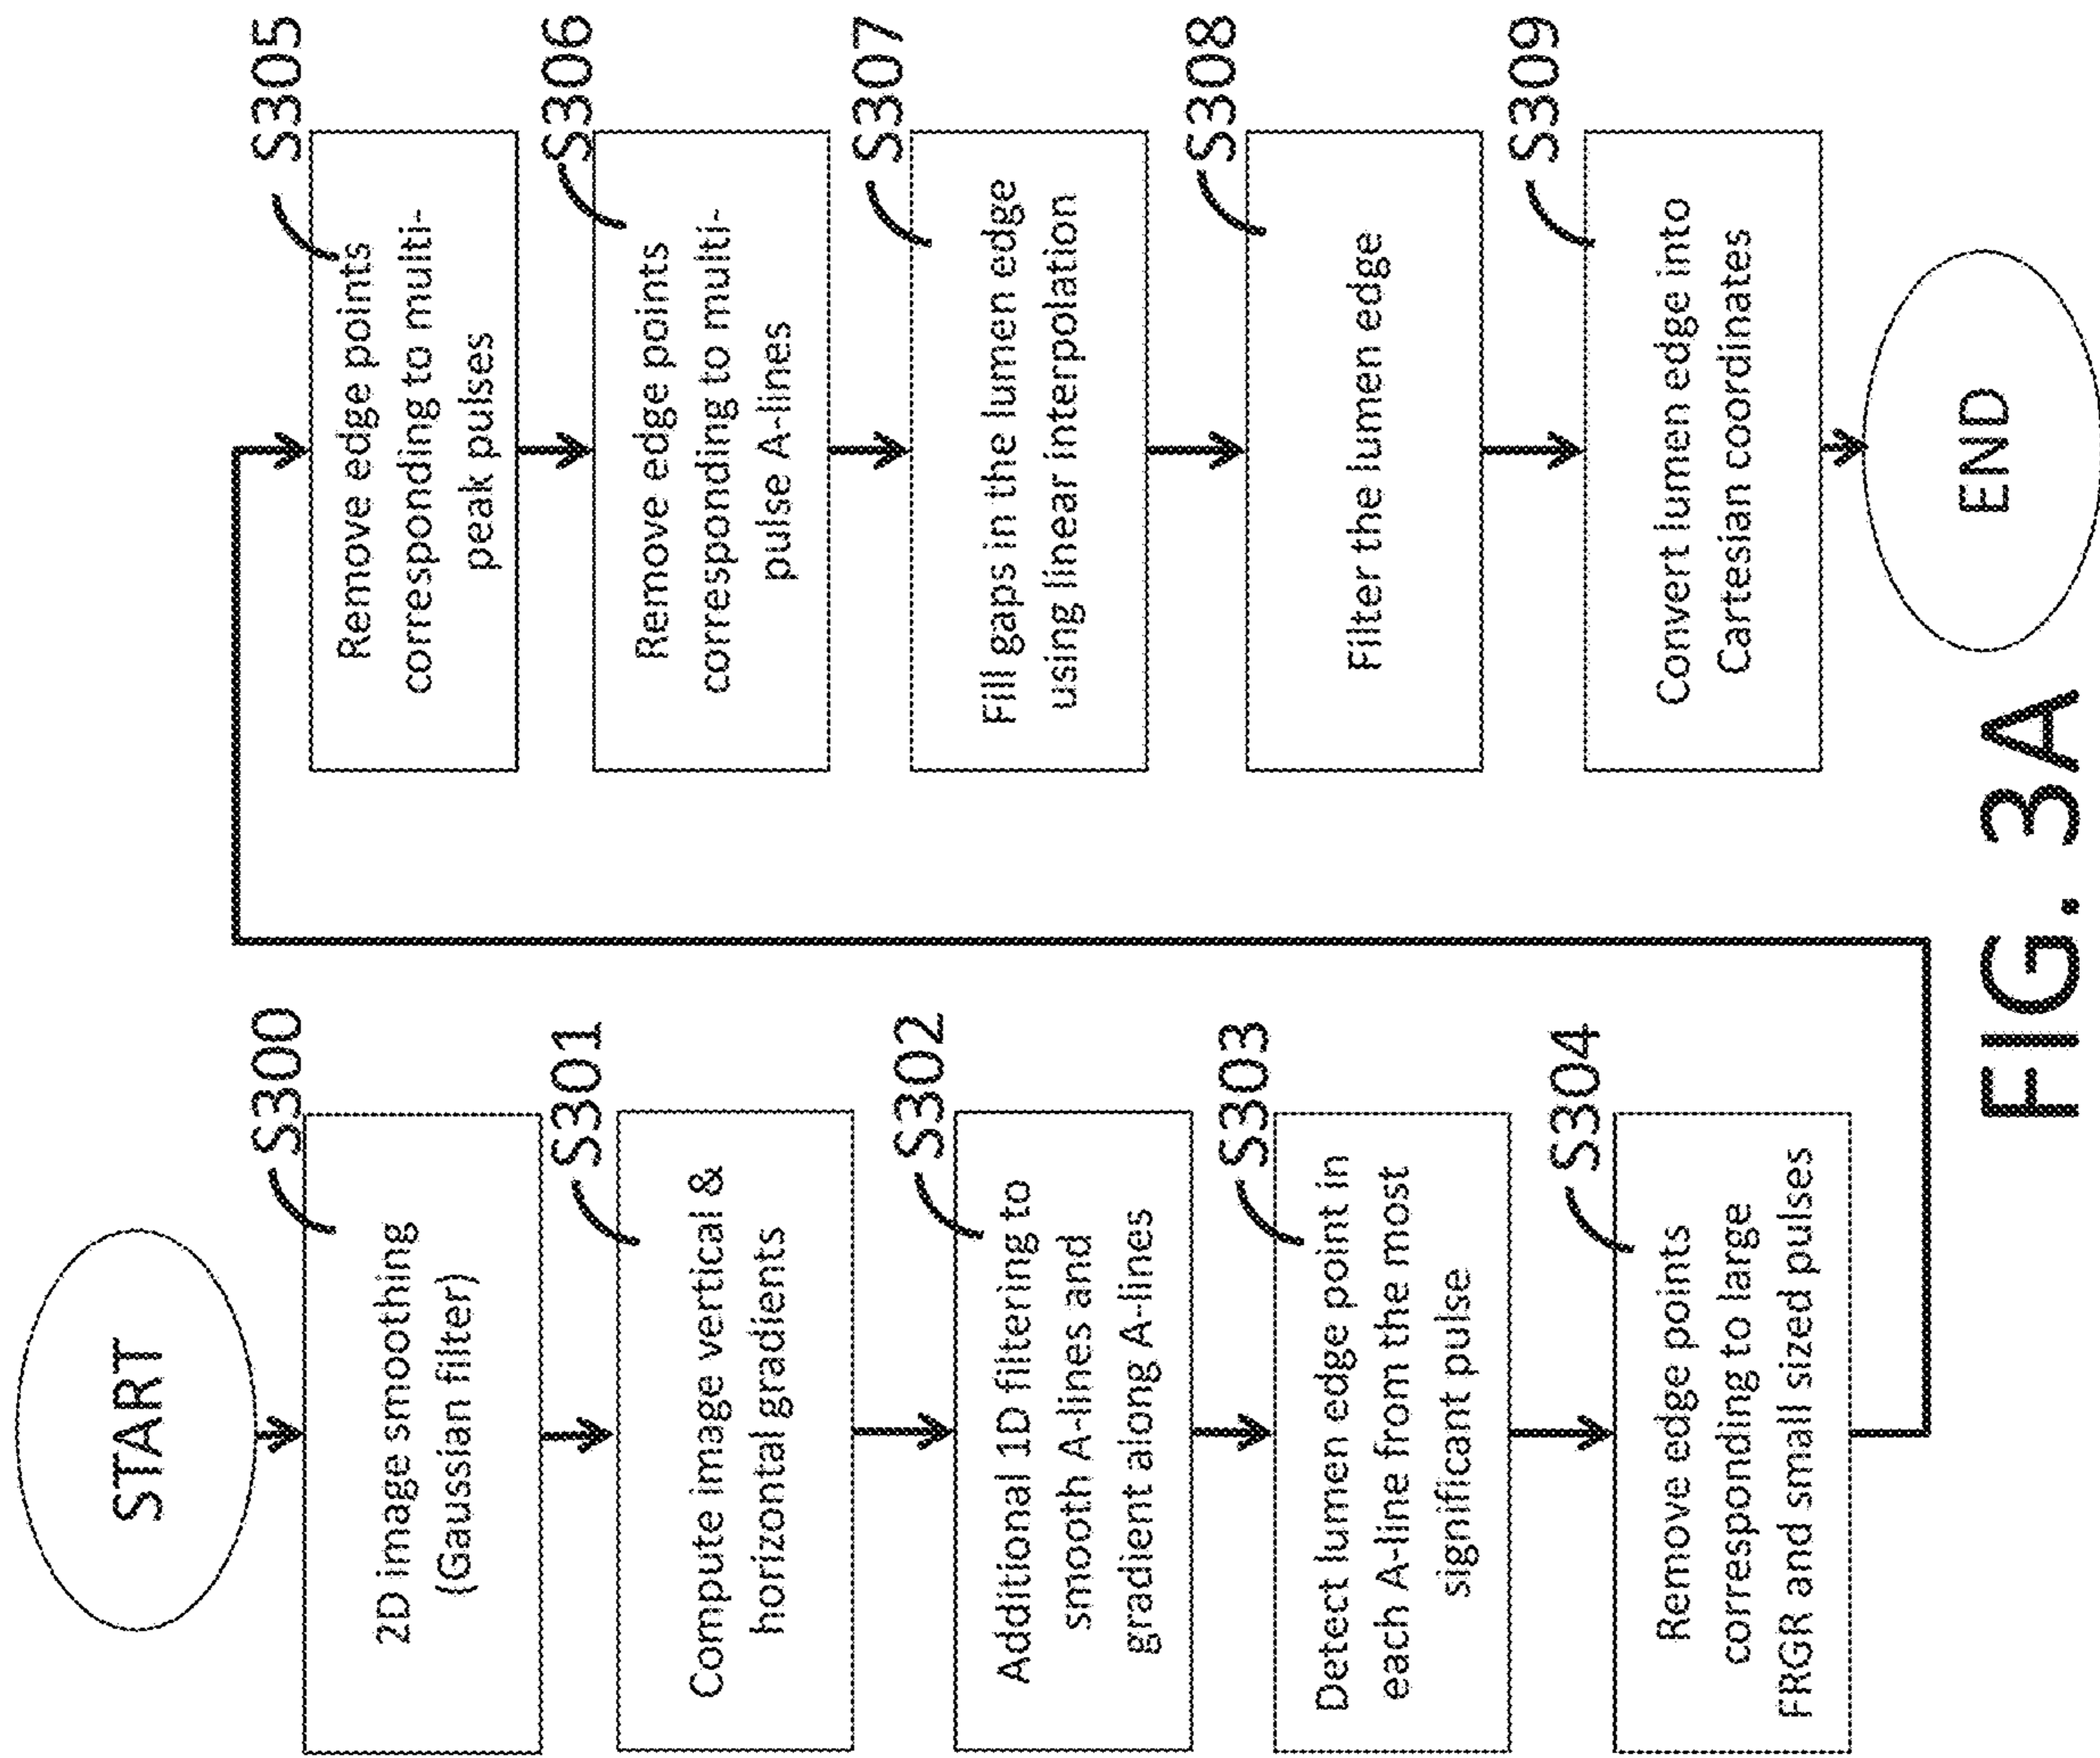 START
S300
2D image smoothing
(Gaussian filter)
S301
Compute image vertical &
horizontal gradients
S302
Additional 1D filtering to
smooth A-lines and
gradient along A-lines
S303
Detect lumen edge point in
each A-line from the most
significant pulse
S304
Remove edge points
corresponding to large
FRGR and small sized pulses
S305
Remove edge points
corresponding to multi-
peak pulses
S306
Remove edge points
corresponding to multi-
pulse A-lines
S307
Fill gaps in the lumen edge
using linear interpolation
S308
Filter the lumen edge
S309
Convert lumen edge into
Cartesian coordinates
END
FIG. 3A